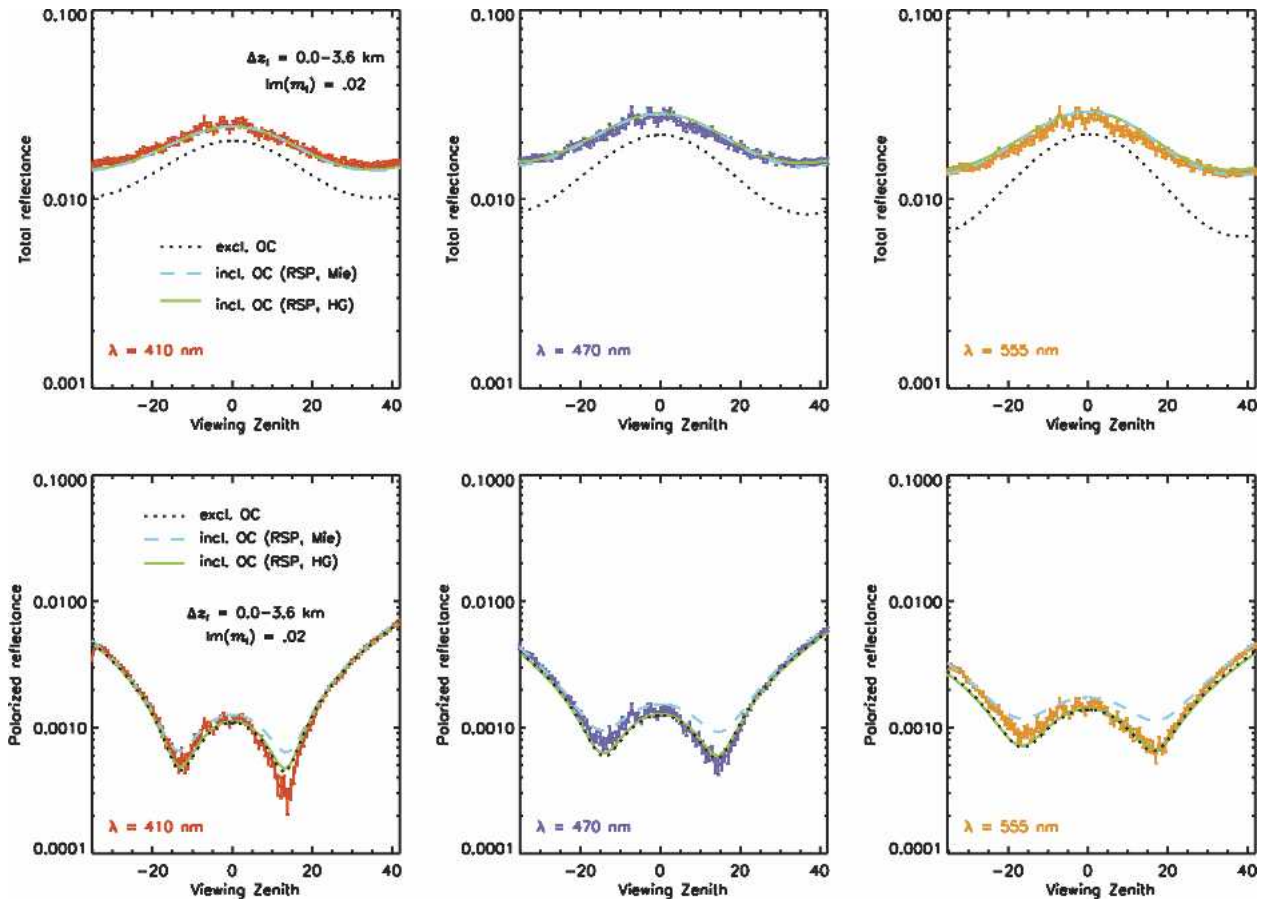 0.100
0.010
0.001
Total reflectance
Δz₁ = 0.0–3.6 km
Im(m₁) = .02
excl. OC
incl. OC (RSP, Mie)
incl. OC (RSP, HG)
λ = 410 nm
-20 0 20 40
Viewing Zenith
0.100
0.010
0.001
Total reflectance
λ = 470 nm
-20 0 20 40
Viewing Zenith
0.100
0.010
0.001
Total reflectance
λ = 555 nm
-20 0 20 40
Viewing Zenith
0.1000
0.0100
0.0010
0.0001
Polarized reflectance
excl. OC
incl. OC (RSP, Mie)
incl. OC (RSP, HG)
Δz₁ = 0.0–3.6 km
Im(m₁) = .02
λ = 410 nm
-20 0 20 40
Viewing Zenith
0.1000
0.0100
0.0010
0.0001
Polarized reflectance
λ = 470 nm
-20 0 20 40
Viewing Zenith
0.1000
0.0100
0.0010
0.0001
Polarized reflectance
λ = 555 nm
-20 0 20 40
Viewing Zenith